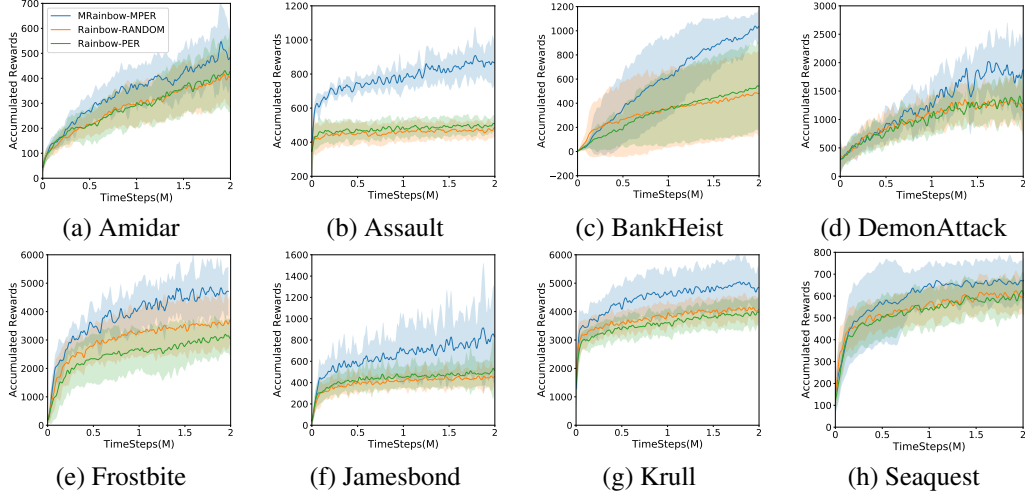 MRainbow-MPER
Rainbow-RANDOM
Rainbow-PER
Accumulated Rewards
700
600
500
400
300
200
100
0
0 0.5 1 1.5 2
TimeSteps(M)
(a) Amidar
Accumulated Rewards
1200
1000
800
600
400
200
0 0.5 1 1.5 2
TimeSteps(M)
(b) Assault
Accumulated Rewards
1200
1000
800
600
400
200
0
−200
0 0.5 1 1.5 2
TimeSteps(M)
(c) BankHeist
Accumulated Rewards
3000
2500
2000
1500
1000
500
0
0 0.5 1 1.5 2
TimeSteps(M)
(d) DemonAttack
Accumulated Rewards
6000
5000
4000
3000
2000
1000
0
0 0.5 1 1.5 2
TimeSteps(M)
(e) Frostbite
Accumulated Rewards
1600
1400
1200
1000
800
600
400
200
0
0 0.5 1 1.5 2
TimeSteps(M)
(f) Jamesbond
Accumulated Rewards
6000
5000
4000
3000
2000
1000
0
0 0.5 1 1.5 2
TimeSteps(M)
(g) Krull
Accumulated Rewards
800
700
600
500
400
300
200
100
0
0 0.5 1 1.5 2
TimeSteps(M)
(h) Seaquest